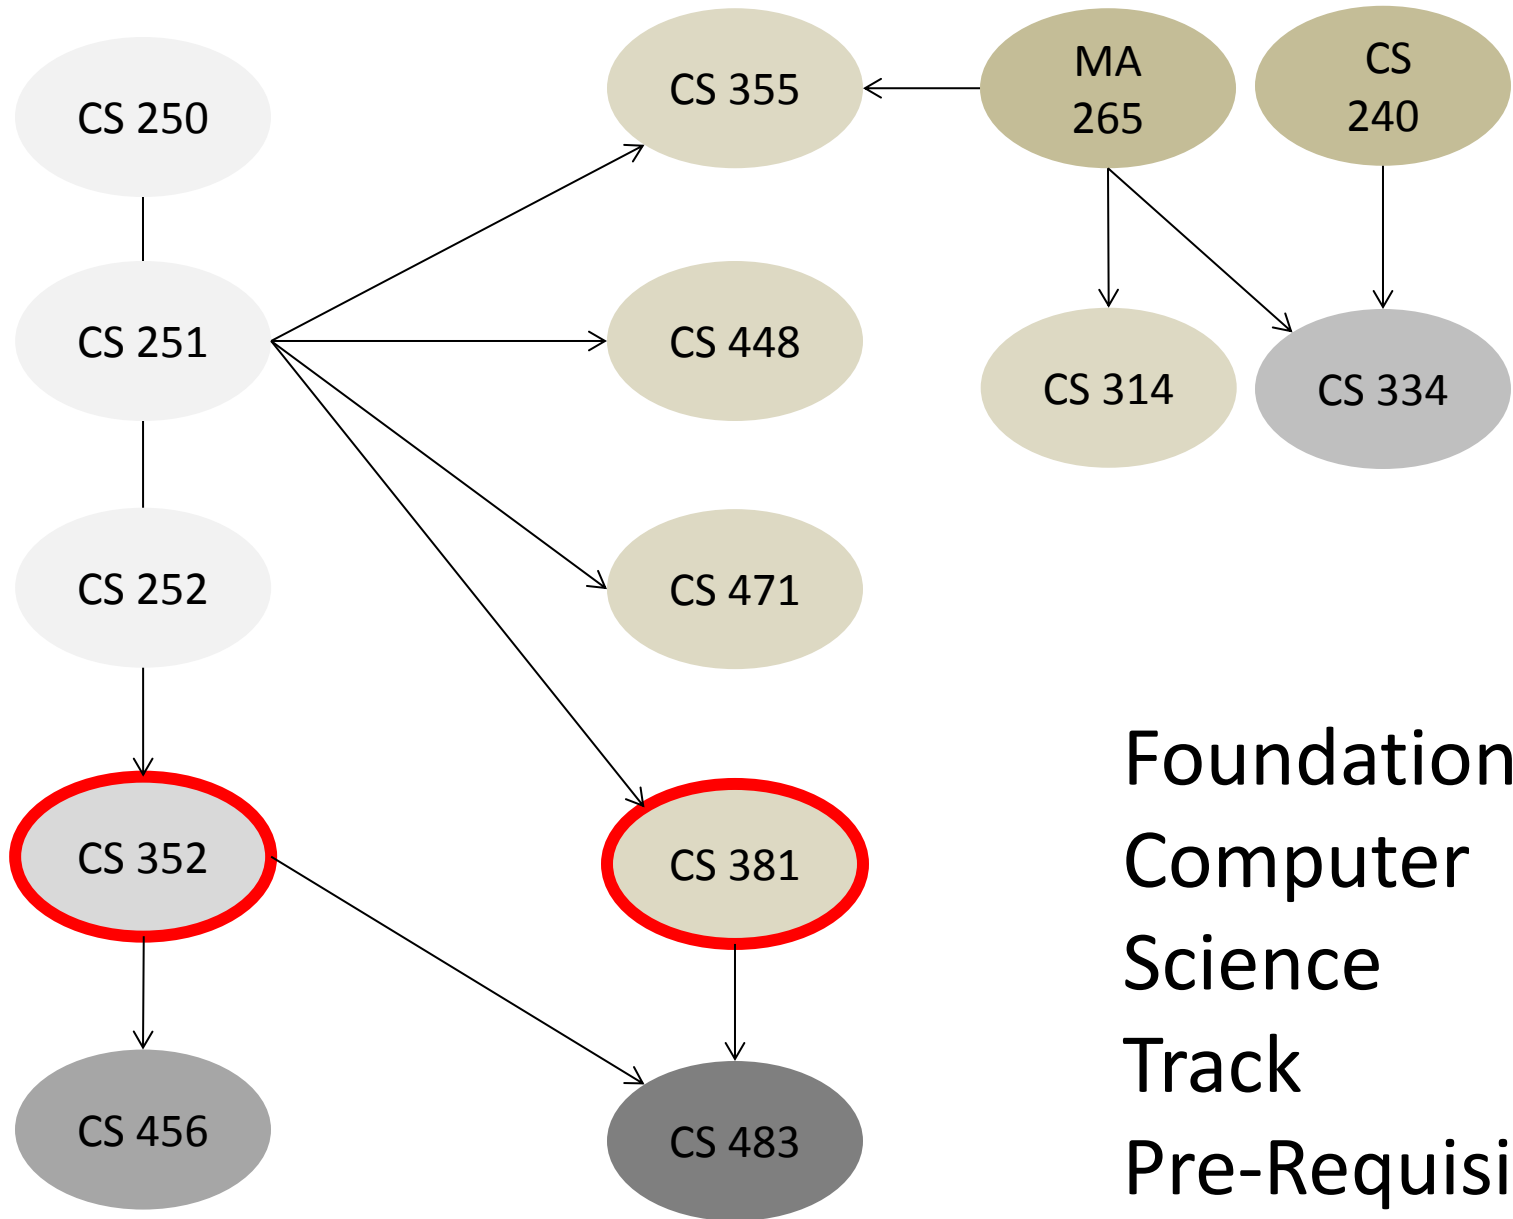 CS 250
CS 355
MA
265
CS
240
CS 251
CS 448
CS 314
CS 334
CS 252
CS 471
CS 352
CS 381
CS 456
CS 483
Foundation
Computer
Science
Track
Pre-Requisi